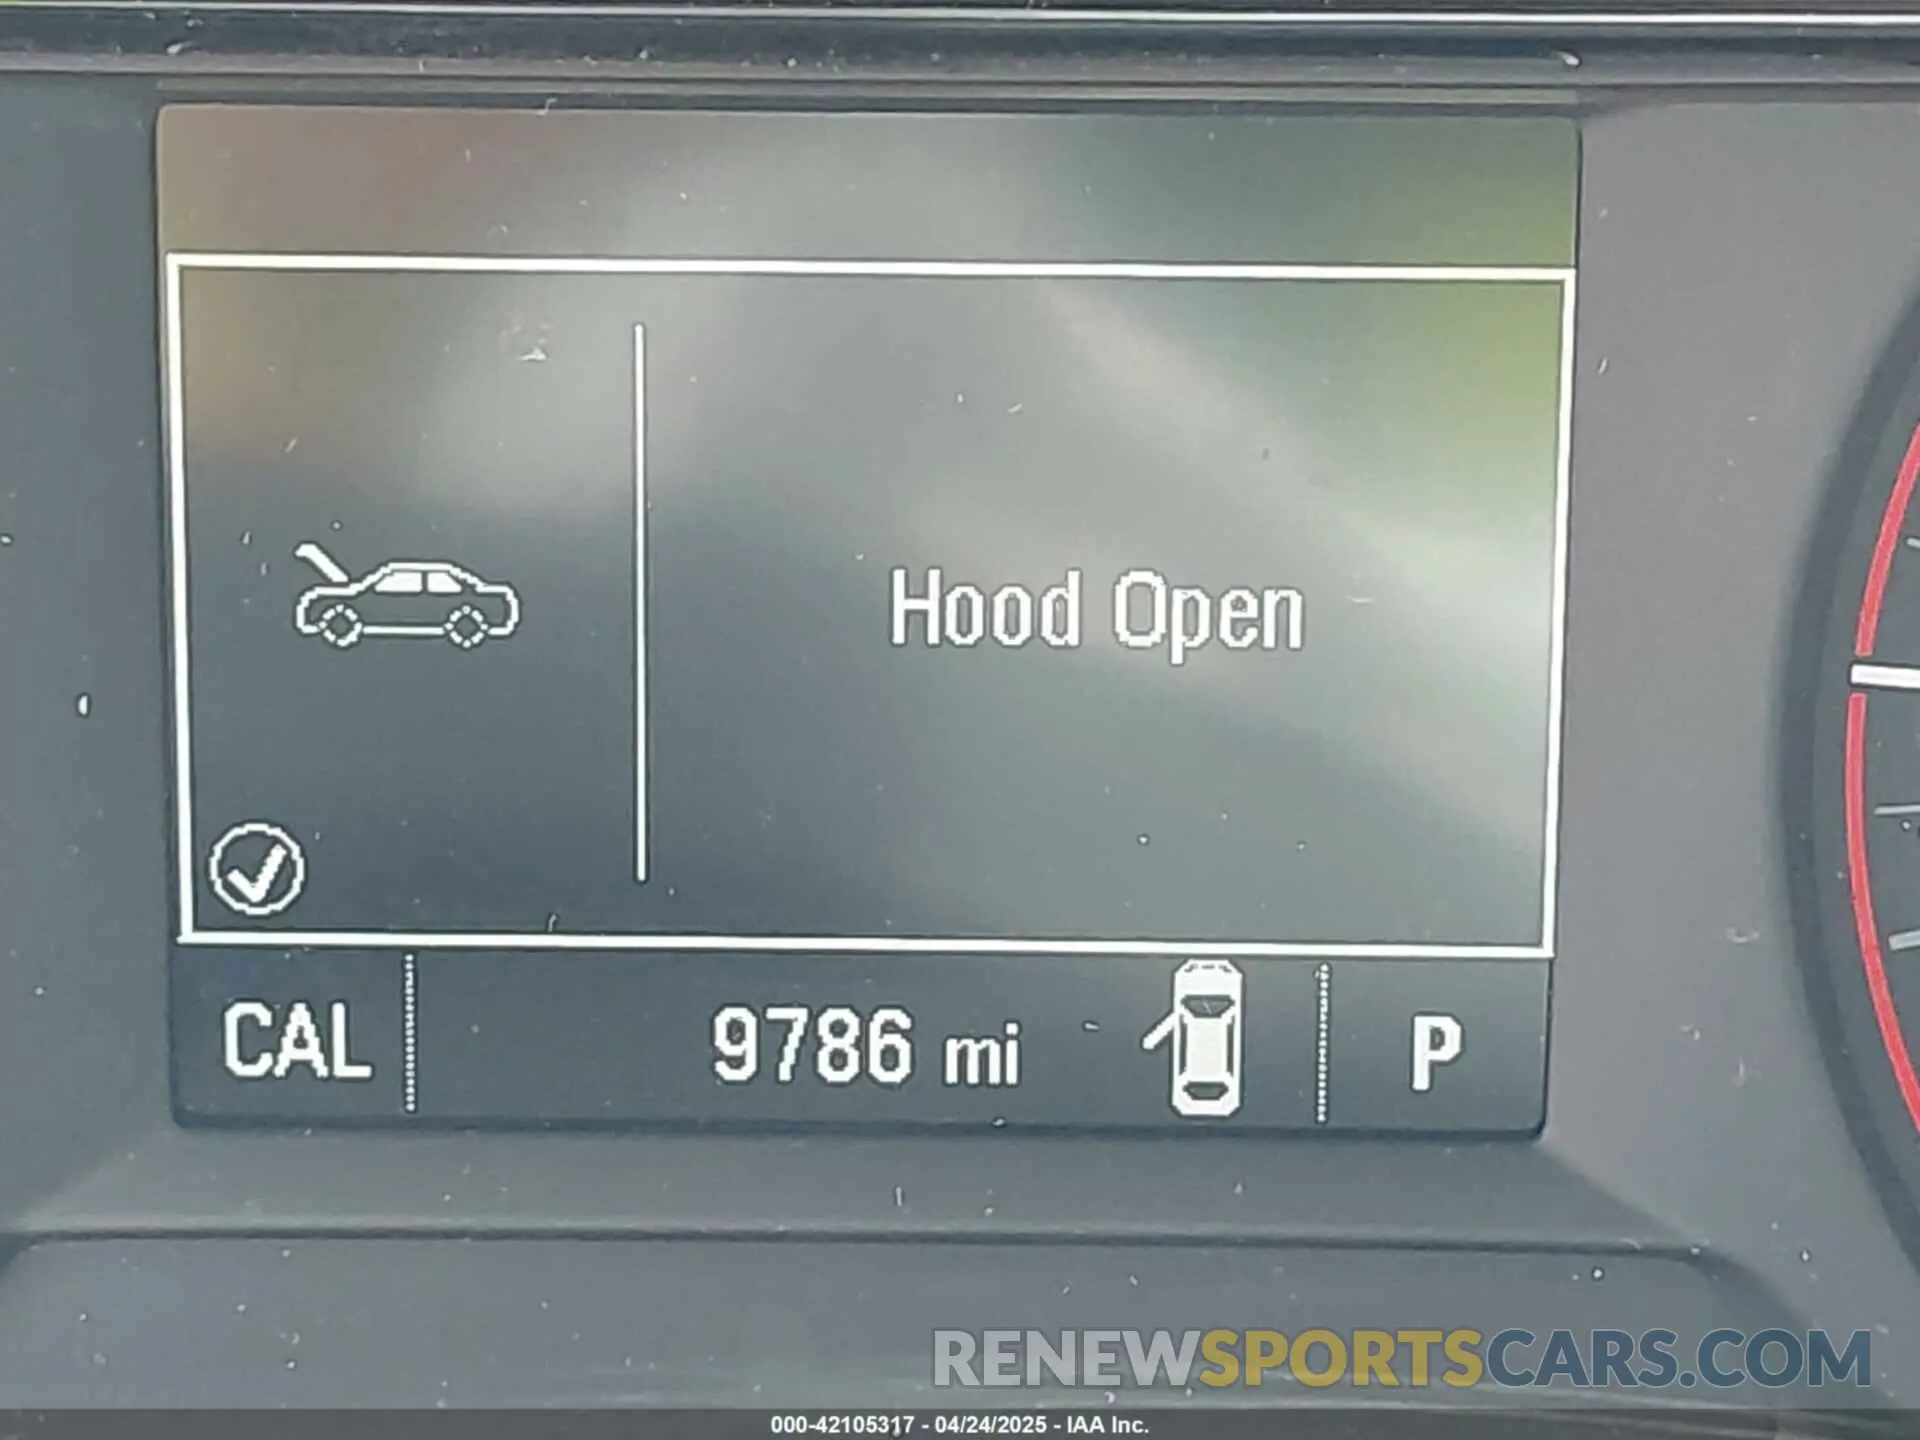 Hood Open
CAL 9786 mi P
RENEWSPORTSCARS.COM
000-42105317 - 04/24/2025 - IAA Inc.